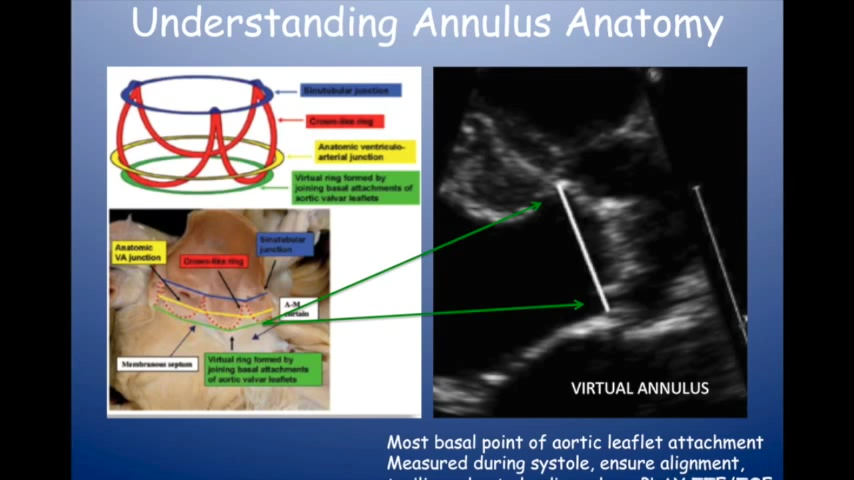 Understanding Annulus Anatomy
Sinutubular junction
Crown-like ring
Anatomic ventriculo-
arterial junction
Virtual ring formed by
joining basal attachments of
aortic valvar leaflets
Anatomic
VA junction
Crown-like ring
Sinutubular
junction
A-M
curtain
Membranous septum
Virtual ring formed by
joining basal attachments
of aortic valvar leaflets
VIRTUAL ANNULUS
Most basal point of aortic leaflet attachment
Measured during systole, ensure alignment,